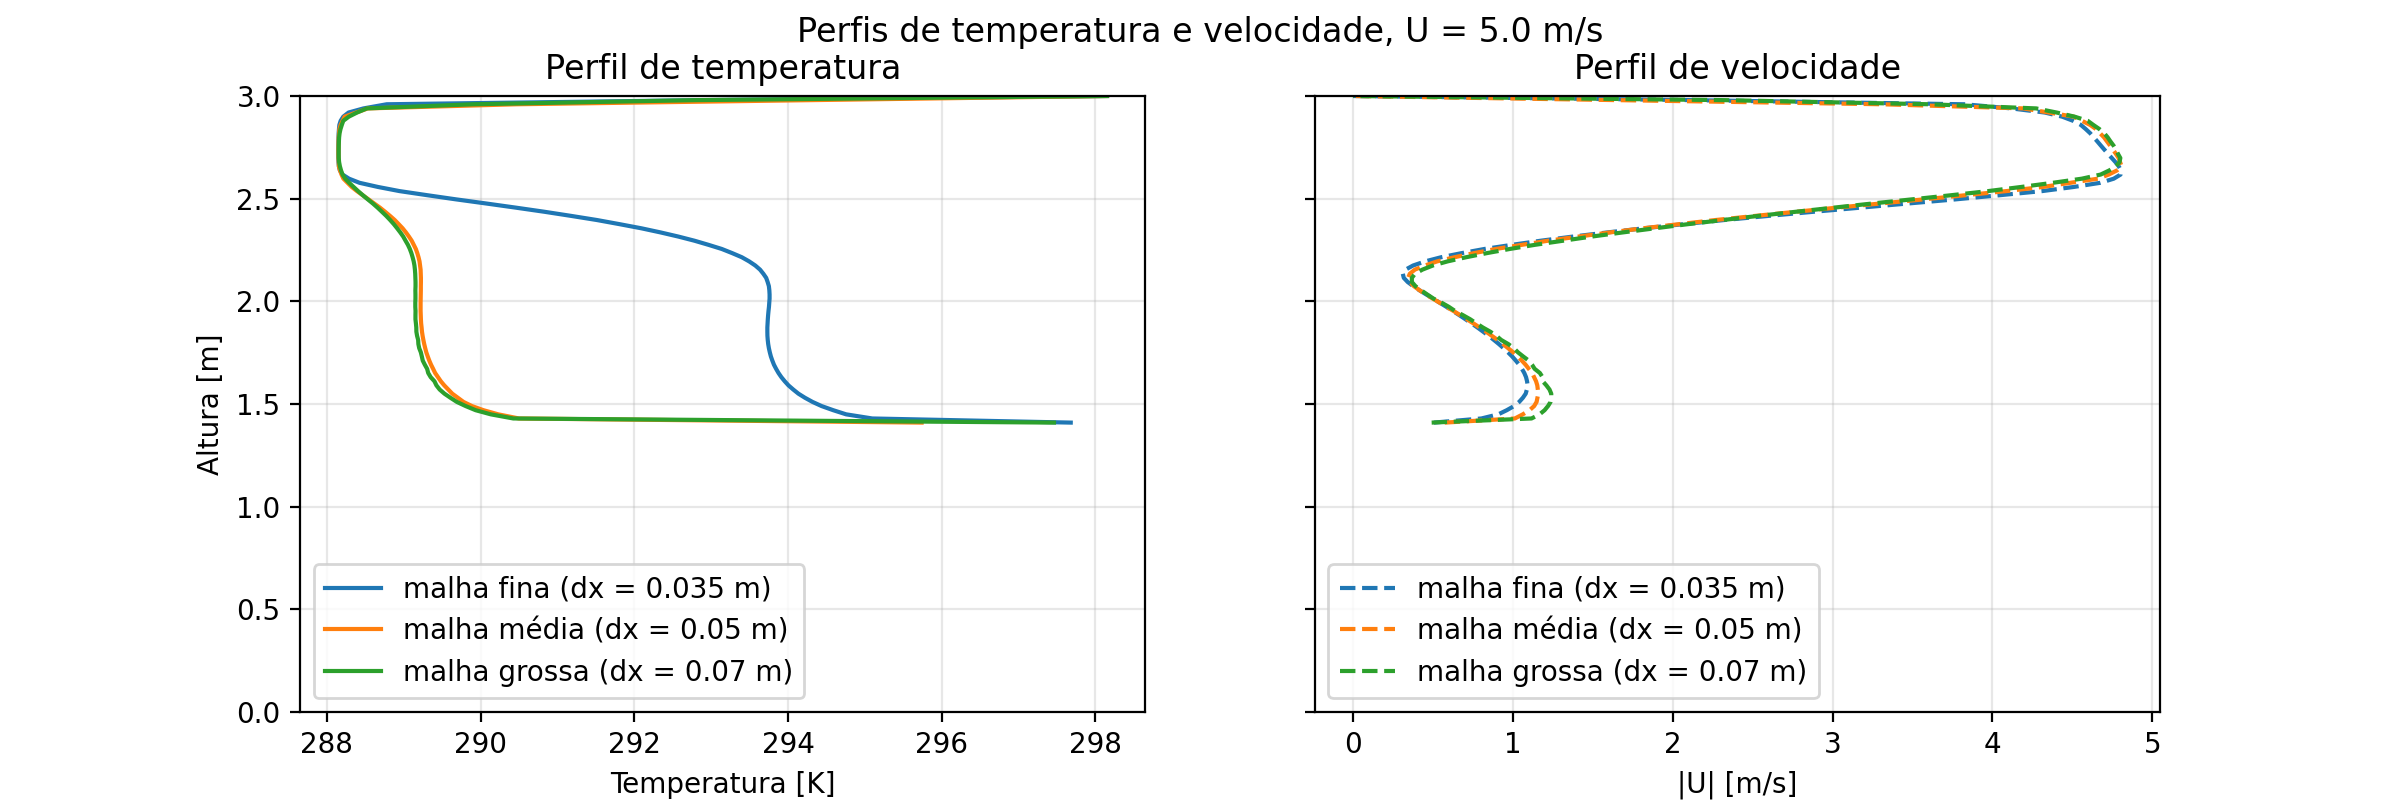 Perfis de temperatura e velocidade, U = 5.0 m/s
Perfil de temperatura
3.0
2.5
2.0
1.5
1.0
0.5
0.0
Altura [m]
malha fina (dx = 0.035 m)
malha média (dx = 0.05 m)
malha grossa (dx = 0.07 m)
288 290 292 294 296 298
Temperatura [K]
Perfil de velocidade
malha fina (dx = 0.035 m)
malha média (dx = 0.05 m)
malha grossa (dx = 0.07 m)
0 1 2 3 4 5
|U| [m/s]